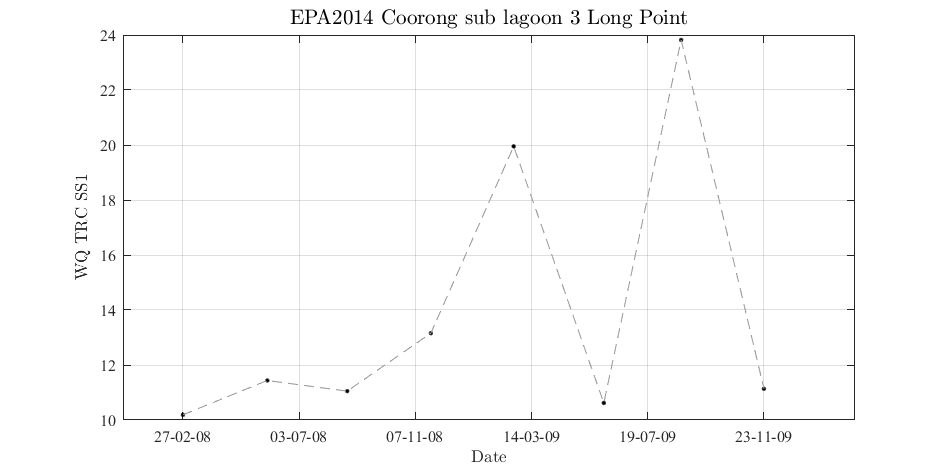 EPA2014 Coorong sub lagoon 3 Long Point
24
22
20
18
16
14
12
10
WQ TRC SS1
27-02-08 03-07-08 07-11-08 14-03-09 19-07-09 23-11-09
Date